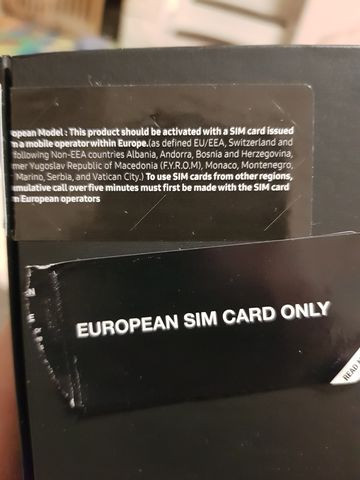 opean Model : This product should be activated with a SIM card issued
a mobile operator within Europe.(as defined EU/EEA, Switzerland and
following Non-EEA countries Albania, Andorra, Bosnia and Herzegovina,
mer Yugoslav Republic of Macedonia (F.Y.R.O.M), Monaco, Montenegro,
Marino, Serbia, and Vatican City.) To use SIM cards from other regions,
mulative call over five minutes must first be made with the SIM card
European operators
EUROPEAN SIM CARD ONLY
READ